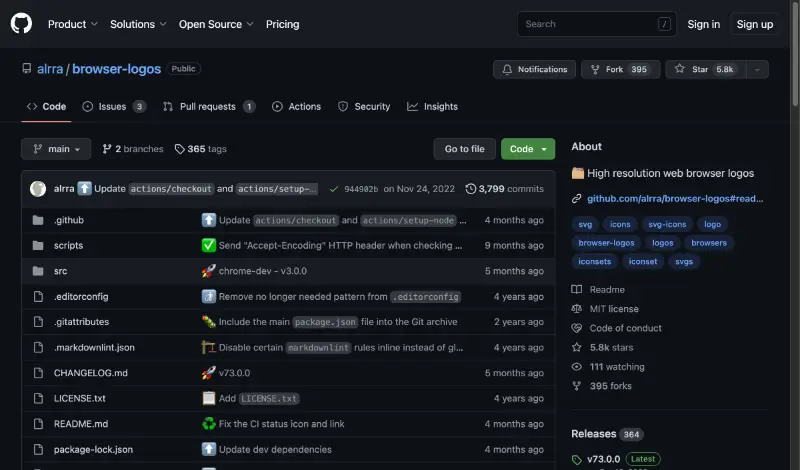 Product Solutions Open Source Pricing Search / Sign in Sign up
alrra / browser-logos Public Notifications Fork 395 Star 5.8k
Code Issues 3 Pull requests 1 Actions Security Insights
main 2 branches 365 tags Go to file Code
alrra Update actions/checkout and actions/setup-… 944902b on Nov 24, 2022 3,799 commits
.github Update actions/checkout and actions/setup-node … 4 months ago
scripts Send "Accept-Encoding" HTTP header when checking … 9 months ago
src chrome-dev - v3.0.0 5 months ago
.editorconfig Remove no longer needed pattern from .editorconfig 4 years ago
.gitattributes Include the main package.json file into the Git archive 2 years ago
.markdownlint.json Disable certain markdownlint rules inline instead of gl… 4 years ago
CHANGELOG.md v73.0.0 5 months ago
LICENSE.txt Add LICENSE.txt 4 years ago
README.md Fix the CI status icon and link 4 months ago
package-lock.json Update dev dependencies 4 months ago
About
High resolution web browser logos
github.com/alrra/browser-logos#read…
svg icons svg-icons logo
browser-logos logos browsers
iconsets iconset svgs
Readme
MIT license
Code of conduct
5.8k stars
111 watching
395 forks
Releases 364
v73.0.0 Latest